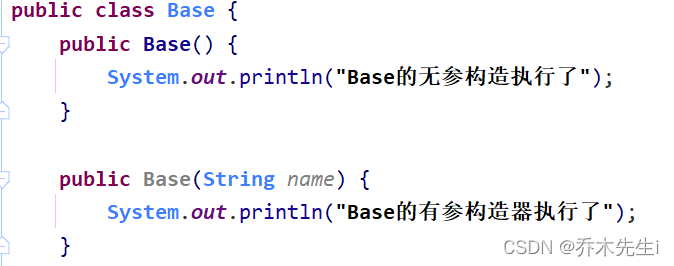 public class Base {
public Base() {
System.out.println("Base的无参构造执行了");
}
public Base(String name) {
System.out.println("Base的有参构造器执行了");
}
CSDN @乔木先生i